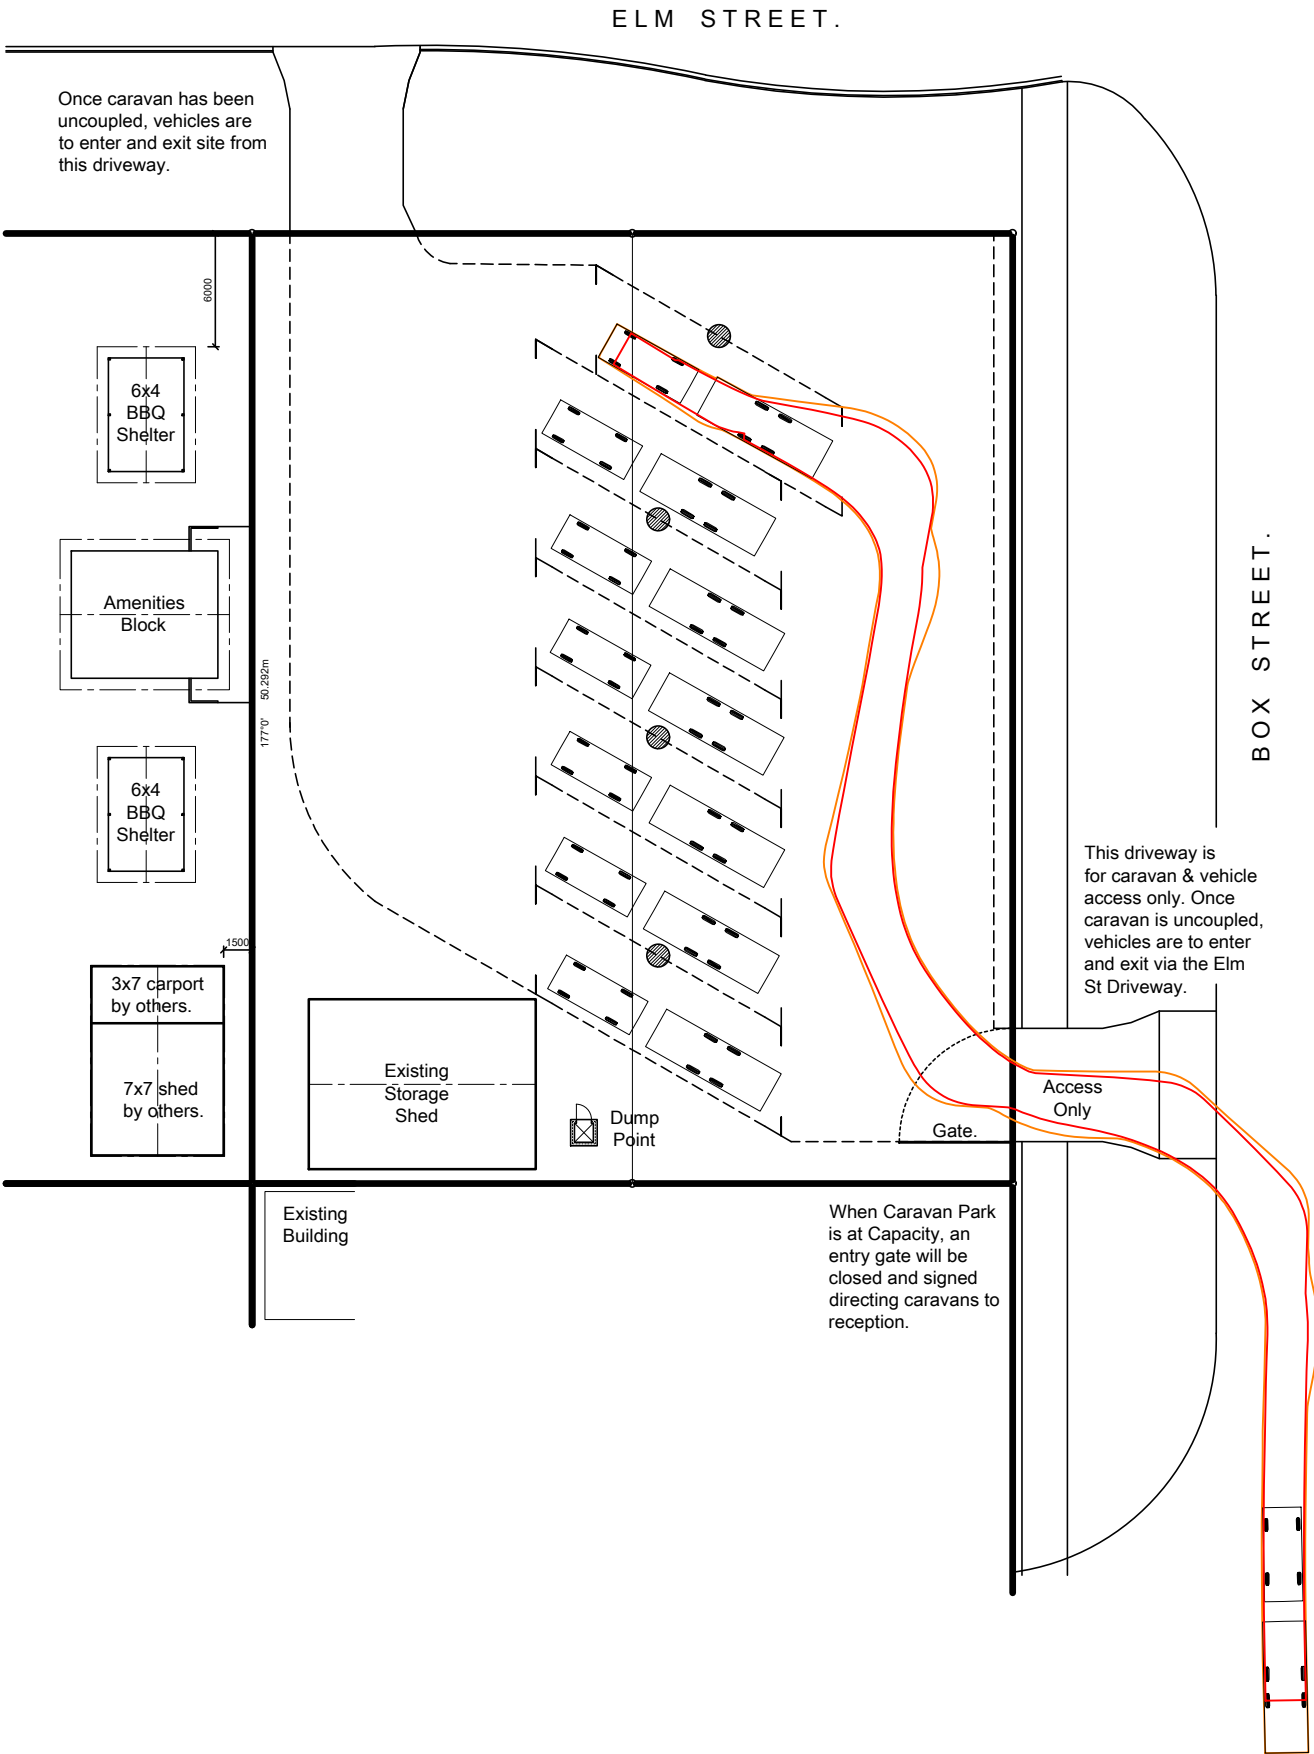 ELM STREET.
Once caravan has been
uncoupled, vehicles are
to enter and exit site from
this driveway.
6000
6x4
BBQ
Shelter
Amenities
Block
177°0' 50.292m
6x4
BBQ
Shelter
BOX STREET.
This driveway is
for caravan & vehicle
access only. Once
caravan is uncoupled,
vehicles are to enter
and exit via the Elm
St Driveway.
1500
3x7 carport
by others.
7x7 shed
by others.
Existing
Storage
Shed
Dump
Point
Access
Only
Gate.
Existing
Building
When Caravan Park
is at Capacity, an
entry gate will be
closed and signed
directing caravans to
reception.